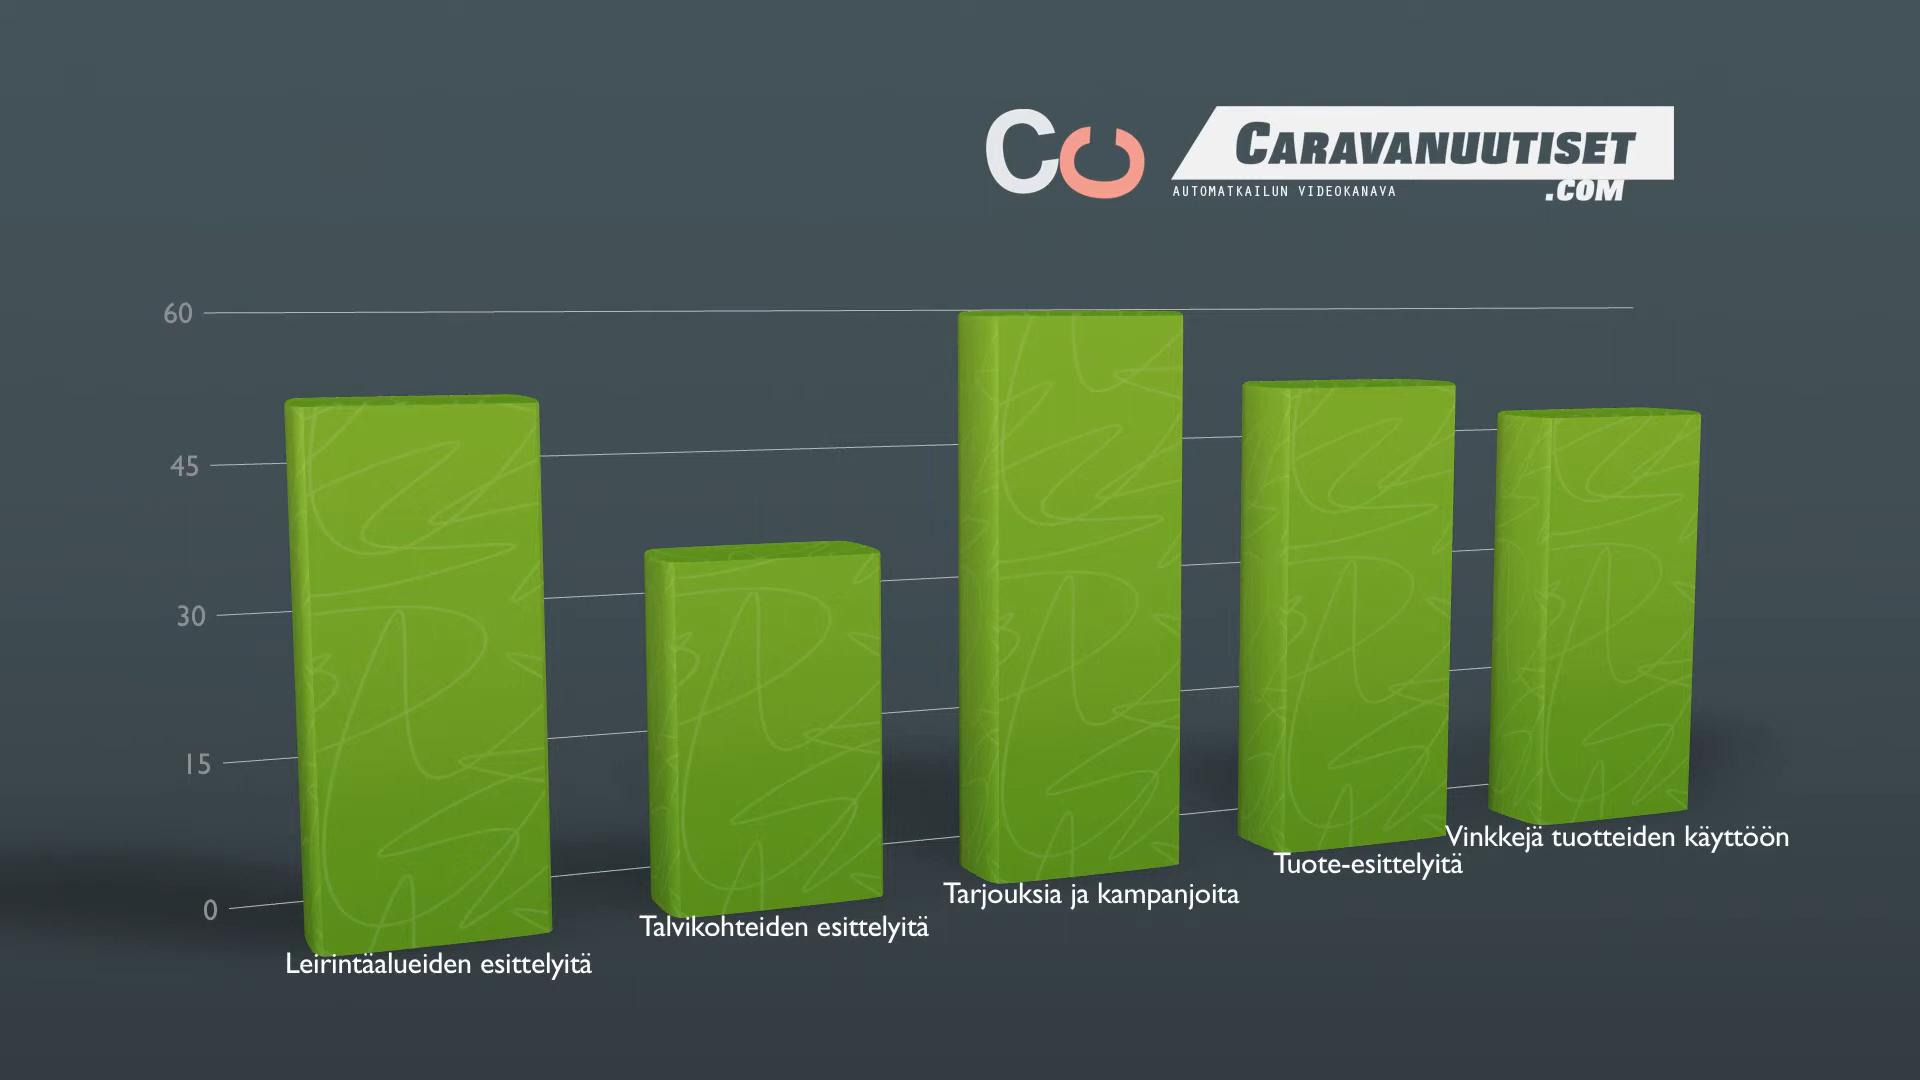 Cc
CARAVANUUTISET
.COM
AUTOMATKAILUN VIDEOKANAVA
60
45
30
15
0
Leirintäalueiden esittelyitä
Talvikohteiden esittelyitä
Tarjouksia ja kampanjoita
Tuote-esittelyitä
Vinkkejä tuotteiden käyttöön